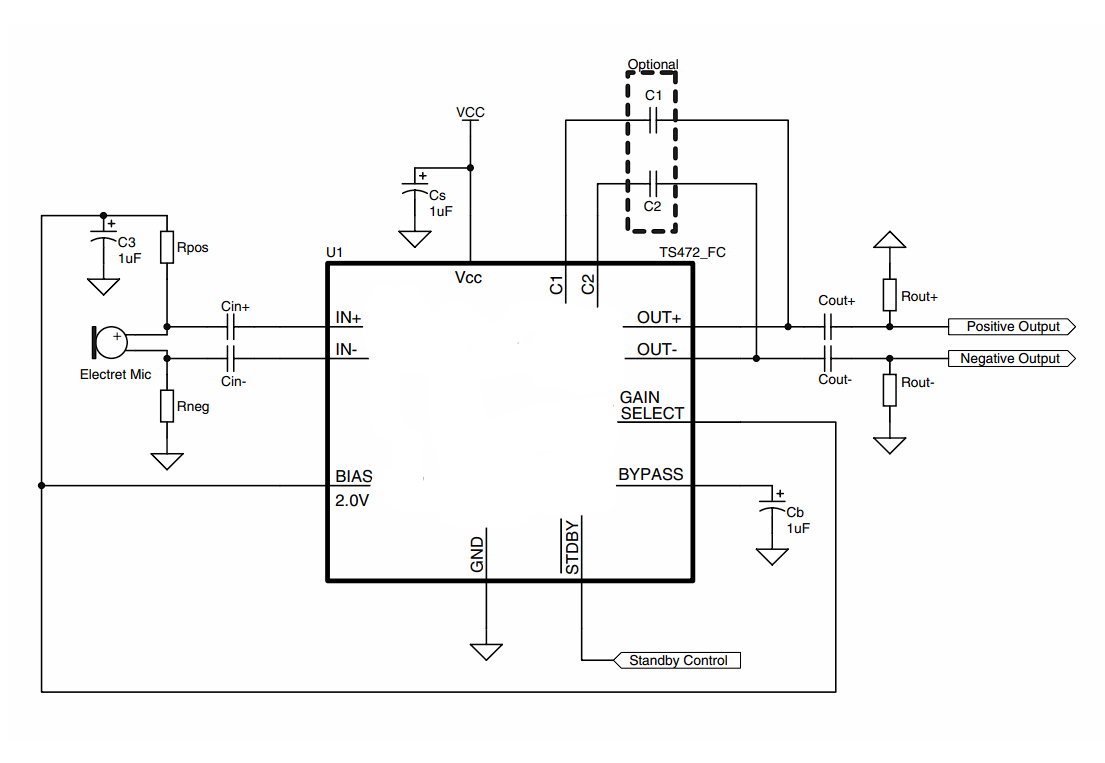 Optional
C1
VCC
+
Cs
1uF
C2
+
C3
1uF
Rpos
U1
TS472_FC
Vcc
C1
C2
Cin+
IN+
OUT+
Cout+
Rout+
Positive Output
+
IN-
OUT-
Negative Output
Electret Mic
Cin-
Cout-
Rout-
Rneg
GAIN
SELECT
BIAS
2.0V
BYPASS
+
Cb
1uF
GND
STDBY
Standby Control